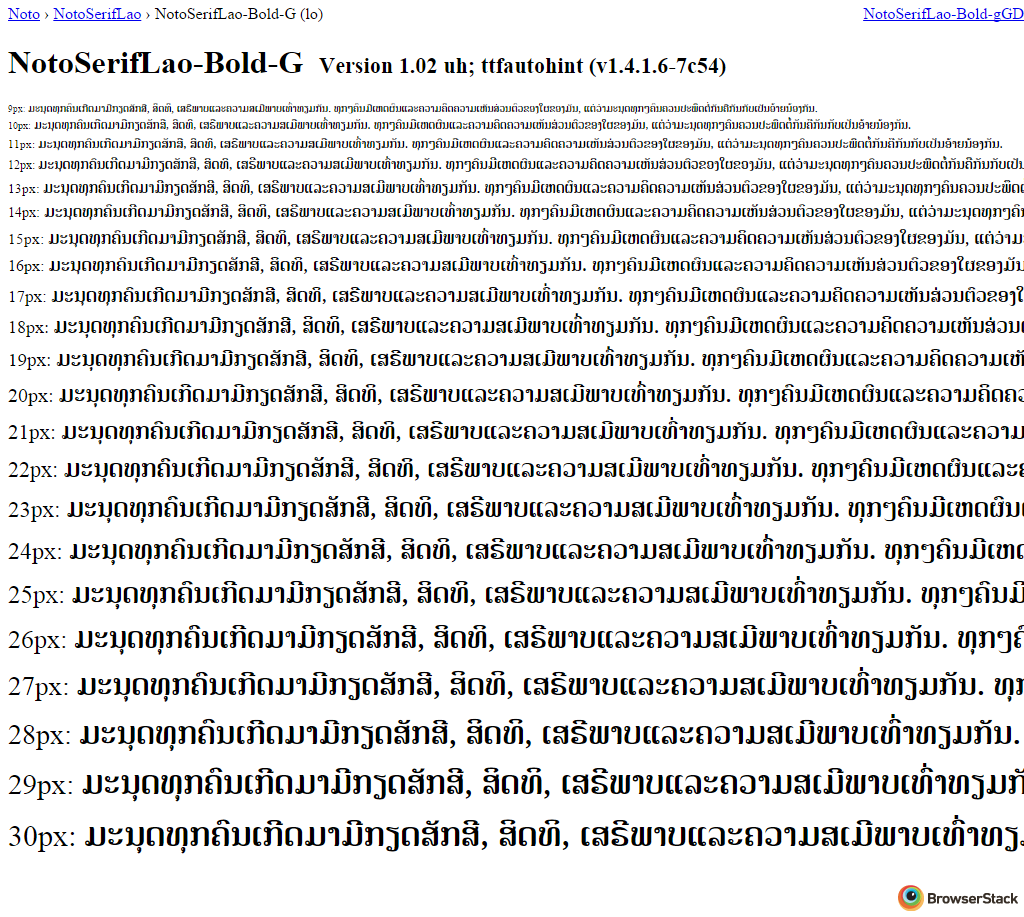 Noto › NotoSerifLao › NotoSerifLao-Bold-G (lo) NotoSerifLao-Bold-gGD
NotoSerifLao-Bold-G Version 1.02 uh; ttfautohint (v1.4.1.6-7c54)
9px: ມະນຸດທຸກຄົນເກີດມາມີກຽດສັກສີ, ສິດທິ, ເສຣີພາບແລະຄວາມສເມີພາບເທົ່າທຽມກັນ. ທຸກໆຄົນມີເຫດຜົນແລະຄວາມຄິດຄວາມເຫັນສ່ວນຕົວຂອງໃຜຂອງມັນ, ແຕ່ວ່າມະນຸດທຸກໆຄົນຄວນປະພຶດຕໍ່ກັນຄືກັນກັບເປັນອ້າຍນ້ອງກັນ.
10px: ມະນຸດທຸກຄົນເກີດມາມີກຽດສັກສີ, ສິດທິ, ເສຣີພາບແລະຄວາມສເມີພາບເທົ່າທຽມກັນ. ທຸກໆຄົນມີເຫດຜົນແລະຄວາມຄິດຄວາມເຫັນສ່ວນຕົວຂອງໃຜຂອງມັນ, ແຕ່ວ່າມະນຸດທຸກໆຄົນຄວນປະພຶດຕໍ່ກັນຄືກັນກັບເປັນອ້າຍນ້ອງກັນ.
11px: ມະນຸດທຸກຄົນເກີດມາມີກຽດສັກສີ, ສິດທິ, ເສຣີພາບແລະຄວາມສເມີພາບເທົ່າທຽມກັນ. ທຸກໆຄົນມີເຫດຜົນແລະຄວາມຄິດຄວາມເຫັນສ່ວນຕົວຂອງໃຜຂອງມັນ, ແຕ່ວ່າມະນຸດທຸກໆຄົນຄວນປະພຶດຕໍ່ກັນຄືກັນກັບເປັນອ້າຍນ້ອງກັນ.
12px: ມະນຸດທຸກຄົນເກີດມາມີກຽດສັກສີ, ສິດທິ, ເສຣີພາບແລະຄວາມສເມີພາບເທົ່າທຽມກັນ. ທຸກໆຄົນມີເຫດຜົນແລະຄວາມຄິດຄວາມເຫັນສ່ວນຕົວຂອງໃຜຂອງມັນ, ແຕ່ວ່າມະນຸດທຸກໆຄົນຄວນປະພຶດຕໍ່ກັນຄືກັນກັບເປັ
13px: ມະນຸດທຸກຄົນເກີດມາມີກຽດສັກສີ, ສິດທິ, ເສຣີພາບແລະຄວາມສເມີພາບເທົ່າທຽມກັນ. ທຸກໆຄົນມີເຫດຜົນແລະຄວາມຄິດຄວາມເຫັນສ່ວນຕົວຂອງໃຜຂອງມັນ, ແຕ່ວ່າມະນຸດທຸກໆຄົນຄວນປະພຶດ
14px: ມະນຸດທຸກຄົນເກີດມາມີກຽດສັກສີ, ສິດທິ, ເສຣີພາບແລະຄວາມສເມີພາບເທົ່າທຽມກັນ. ທຸກໆຄົນມີເຫດຜົນແລະຄວາມຄິດຄວາມເຫັນສ່ວນຕົວຂອງໃຜຂອງມັນ, ແຕ່ວ່າມະນຸດທຸກໆຄົ
15px: ມະນຸດທຸກຄົນເກີດມາມີກຽດສັກສີ, ສິດທິ, ເສຣີພາບແລະຄວາມສເມີພາບເທົ່າທຽມກັນ. ທຸກໆຄົນມີເຫດຜົນແລະຄວາມຄິດຄວາມເຫັນສ່ວນຕົວຂອງໃຜຂອງມັນ, ແຕ່ວ່າມ
16px: ມະນຸດທຸກຄົນເກີດມາມີກຽດສັກສີ, ສິດທິ, ເສຣີພາບແລະຄວາມສເມີພາບເທົ່າທຽມກັນ. ທຸກໆຄົນມີເຫດຜົນແລະຄວາມຄິດຄວາມເຫັນສ່ວນຕົວຂອງໃຜຂອງມັນ
17px: ມະນຸດທຸກຄົນເກີດມາມີກຽດສັກສີ, ສິດທິ, ເສຣີພາບແລະຄວາມສເມີພາບເທົ່າທຽມກັນ. ທຸກໆຄົນມີເຫດຜົນແລະຄວາມຄິດຄວາມເຫັນສ່ວນຕົວຂອງໃ
18px: ມະນຸດທຸກຄົນເກີດມາມີກຽດສັກສີ, ສິດທິ, ເສຣີພາບແລະຄວາມສເມີພາບເທົ່າທຽມກັນ. ທຸກໆຄົນມີເຫດຜົນແລະຄວາມຄິດຄວາມເຫັນສ່ວນ
19px: ມະນຸດທຸກຄົນເກີດມາມີກຽດສັກສີ, ສິດທິ, ເສຣີພາບແລະຄວາມສເມີພາບເທົ່າທຽມກັນ. ທຸກໆຄົນມີເຫດຜົນແລະຄວາມຄິດຄວາມເຫັ
20px: ມະນຸດທຸກຄົນເກີດມາມີກຽດສັກສີ, ສິດທິ, ເສຣີພາບແລະຄວາມສເມີພາບເທົ່າທຽມກັນ. ທຸກໆຄົນມີເຫດຜົນແລະຄວາມຄິດຄວ
21px: ມະນຸດທຸກຄົນເກີດມາມີກຽດສັກສີ, ສິດທິ, ເສຣີພາບແລະຄວາມສເມີພາບເທົ່າທຽມກັນ. ທຸກໆຄົນມີເຫດຜົນແລະຄວາມ
22px: ມະນຸດທຸກຄົນເກີດມາມີກຽດສັກສີ, ສິດທິ, ເສຣີພາບແລະຄວາມສເມີພາບເທົ່າທຽມກັນ. ທຸກໆຄົນມີເຫດຜົນແລະຄ
23px: ມະນຸດທຸກຄົນເກີດມາມີກຽດສັກສີ, ສິດທິ, ເສຣີພາບແລະຄວາມສເມີພາບເທົ່າທຽມກັນ. ທຸກໆຄົນມີເຫດຜົນ
24px: ມະນຸດທຸກຄົນເກີດມາມີກຽດສັກສີ, ສິດທິ, ເສຣີພາບແລະຄວາມສເມີພາບເທົ່າທຽມກັນ. ທຸກໆຄົນມີເຫດ
25px: ມະນຸດທຸກຄົນເກີດມາມີກຽດສັກສີ, ສິດທິ, ເສຣີພາບແລະຄວາມສເມີພາບເທົ່າທຽມກັນ. ທຸກໆຄົນມີ
26px: ມະນຸດທຸກຄົນເກີດມາມີກຽດສັກສີ, ສິດທິ, ເສຣີພາບແລະຄວາມສເມີພາບເທົ່າທຽມກັນ. ທຸກໆຄົ
27px: ມະນຸດທຸກຄົນເກີດມາມີກຽດສັກສີ, ສິດທິ, ເສຣີພາບແລະຄວາມສເມີພາບເທົ່າທຽມກັນ. ທຸກ
28px: ມະນຸດທຸກຄົນເກີດມາມີກຽດສັກສີ, ສິດທິ, ເສຣີພາບແລະຄວາມສເມີພາບເທົ່າທຽມກັນ.
29px: ມະນຸດທຸກຄົນເກີດມາມີກຽດສັກສີ, ສິດທິ, ເສຣີພາບແລະຄວາມສເມີພາບເທົ່າທຽມກັ
30px: ມະນຸດທຸກຄົນເກີດມາມີກຽດສັກສີ, ສິດທິ, ເສຣີພາບແລະຄວາມສເມີພາບເທົ່າທຽມ
BrowserStack